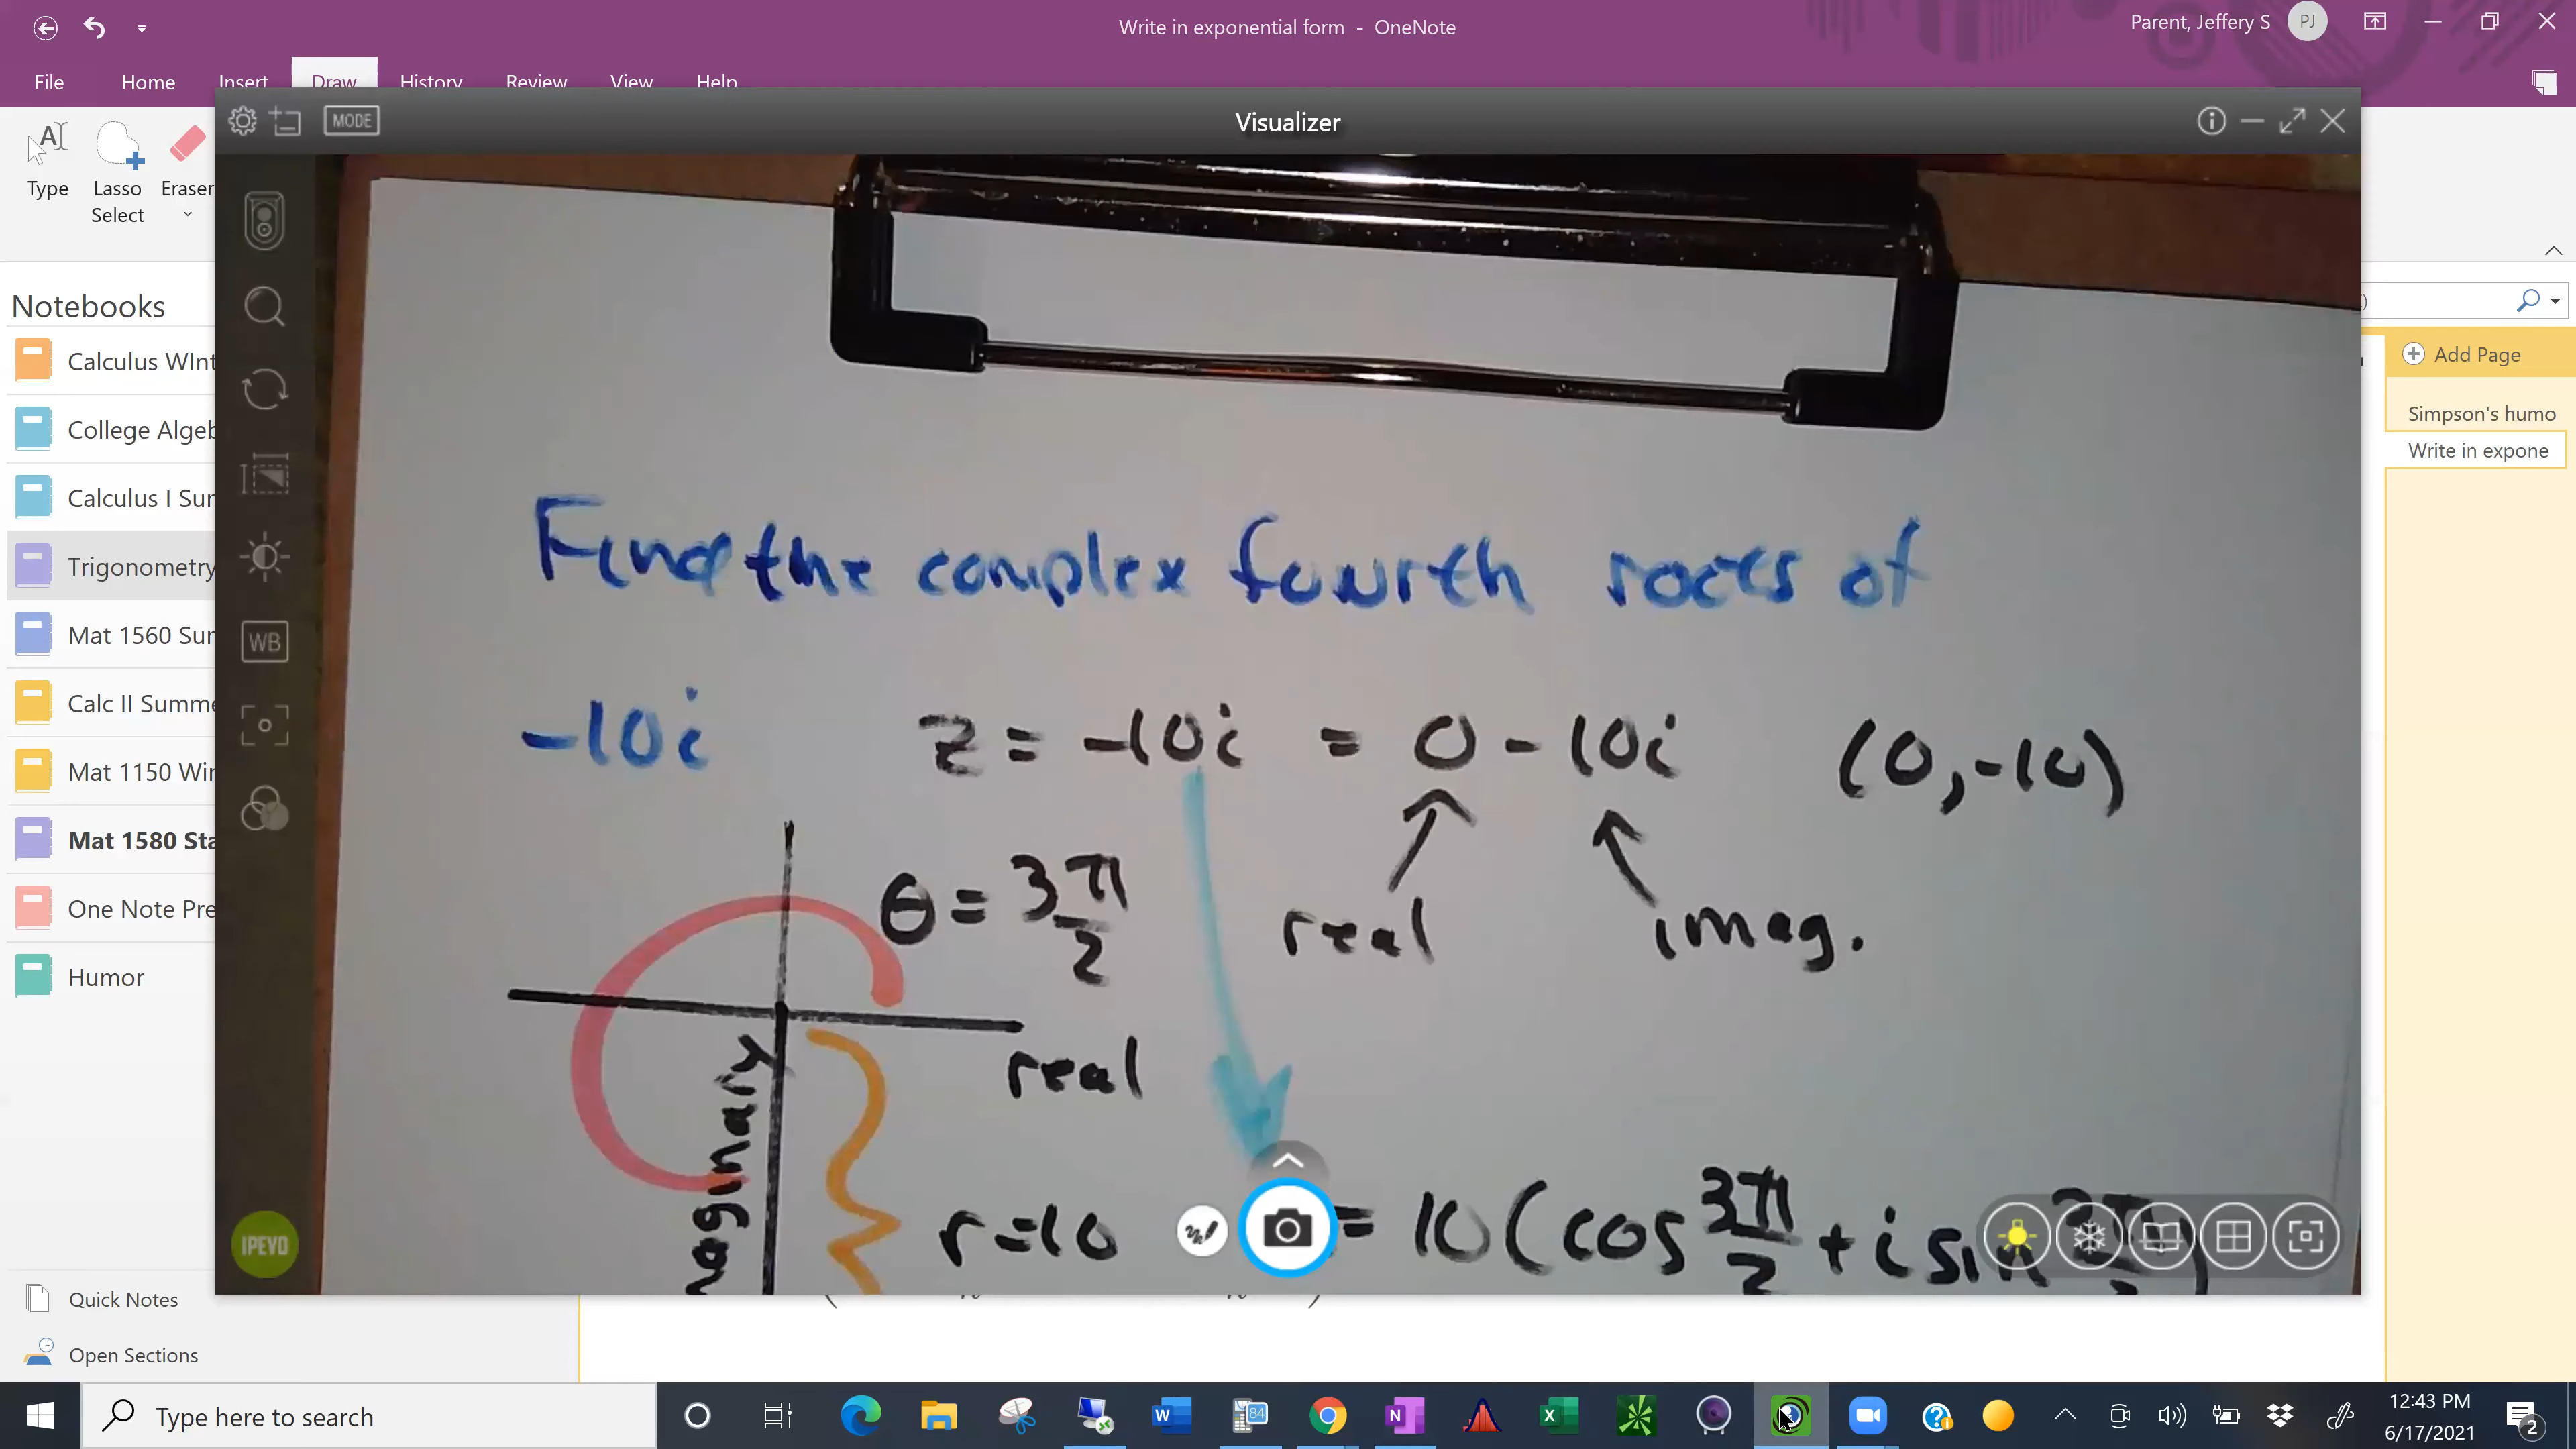 Write in exponential form - OneNote
Parent, Jeffery S PJ
File Home Insert Draw History Review View Help
MODE Visualizer
Type Lasso Select Eraser
Notebooks
Calculus WInt
College Algeb
Calculus I Sur
Trigonometry
Mat 1560 Sur
Calc II Summe
Mat 1150 Wir
Mat 1580 Sta
One Note Pre
Humor
Quick Notes
Open Sections
WB
IPEVO
Find the complex fourth roots of
-10i z = -10i = 0 - 10i (0,-10)
θ = 3π/2 real imag.
real
r=10 = 10(cos 3π/2 + i sin
Add Page
Simpson's humo
Write in expone
Type here to search
84
12:43 PM
6/17/2021
2